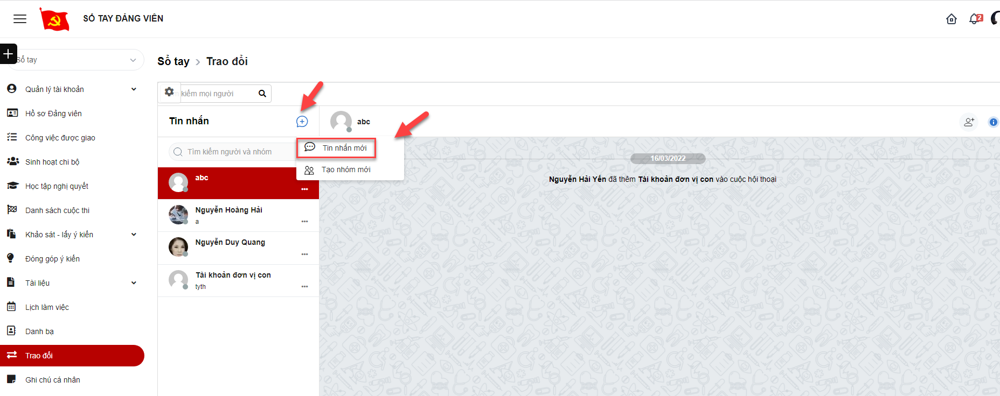 SỔ TAY ĐẢNG VIÊN
2
Sổ tay
Sổ tay › Trao đổi
Quản lý tài khoản
Hồ sơ Đảng viên
Công việc được giao
Sinh hoạt chi bộ
Học tập nghị quyết
Danh sách cuộc thi
Khảo sát - lấy ý kiến
Đóng góp ý kiến
Tài liệu
Lịch làm việc
Danh bạ
Trao đổi
Ghi chú cá nhân
kiếm mọi người
Tin nhắn
Tìm kiếm người và nhóm
abc
Nguyễn Hoàng Hải
a
Nguyễn Duy Quang
Tài khoản đơn vị con
tyth
abc
Tin nhắn mới
Tạo nhóm mới
16/03/2022
Nguyễn Hải Yến đã thêm Tài khoản đơn vị con vào cuộc hội thoại